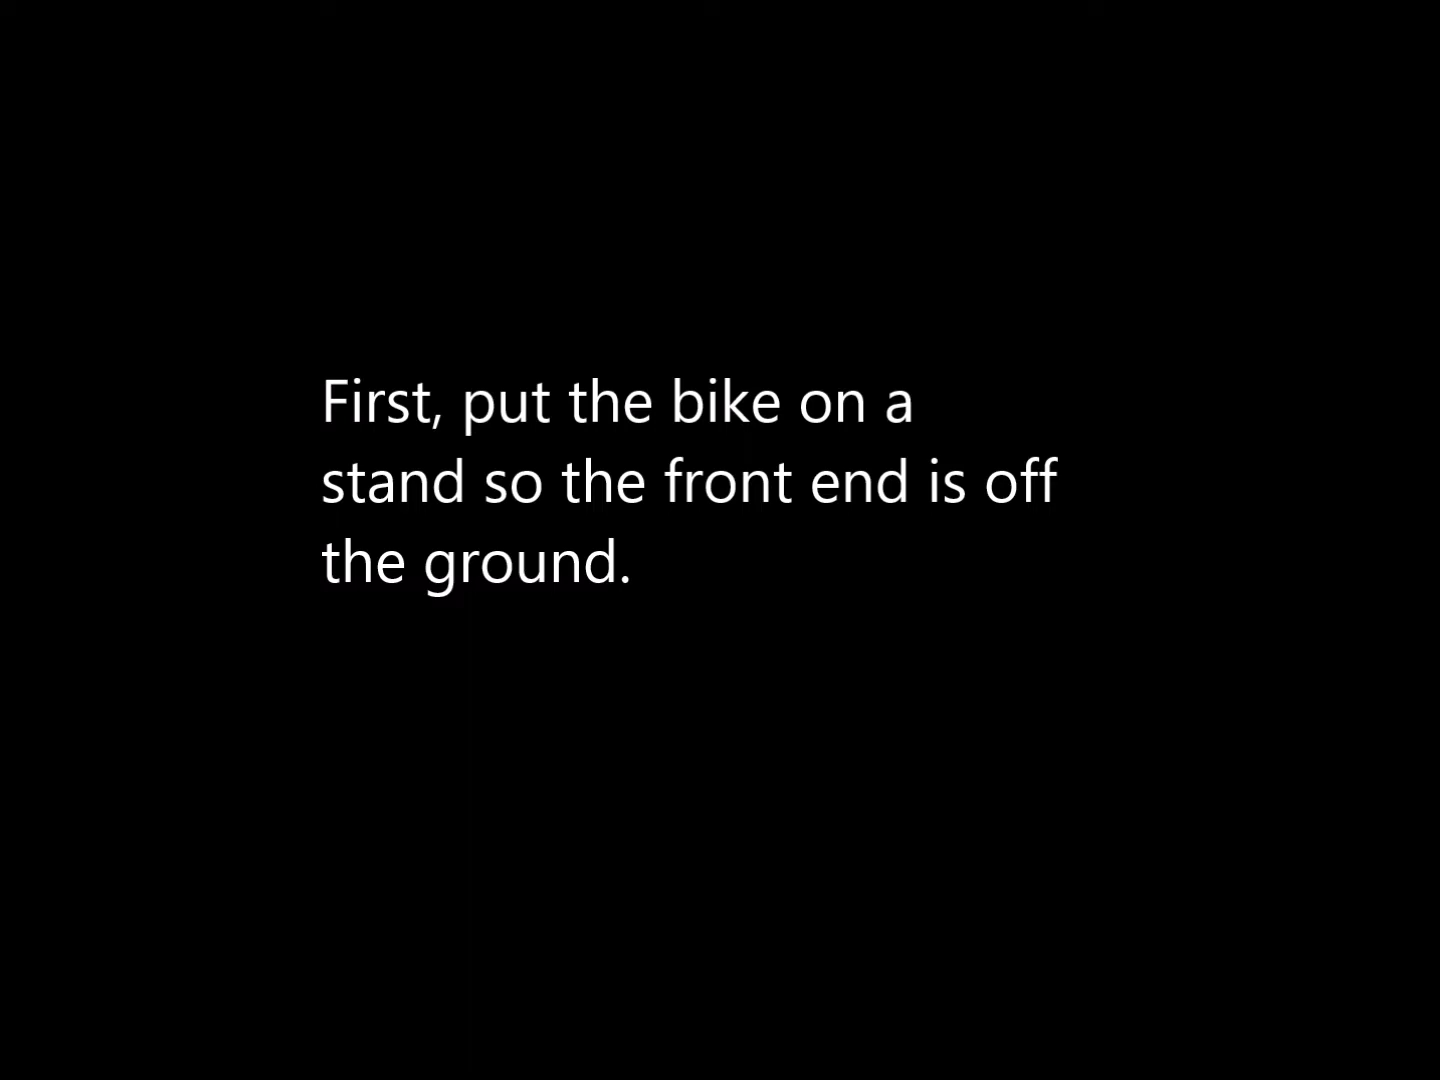 First, put the bike on a
stand so the front end is off
the ground.